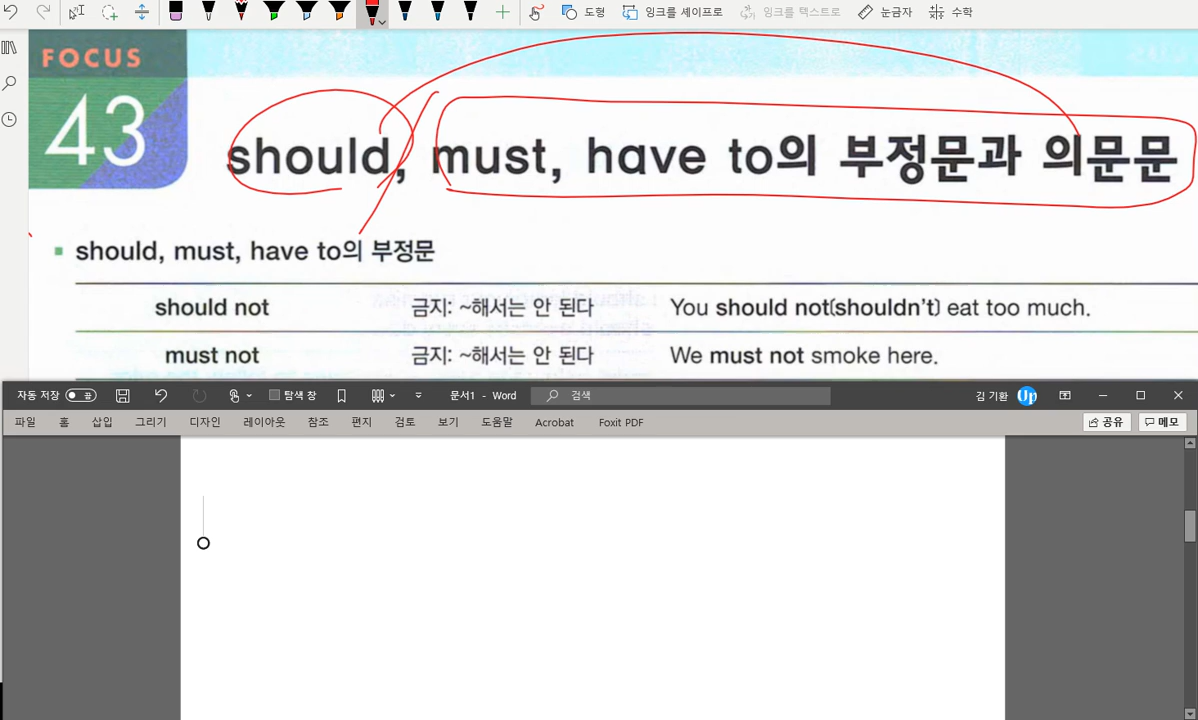 도형 잉크를 셰이프로 잉크를 텍스트로 눈금자 수학
FOCUS
43
should, must, have to의 부정문과 의문문
should, must, have to의 부정문
should not 금지: ~해서는 안 된다 You should not(shouldn't) eat too much.
must not 금지: ~해서는 안 된다 We must not smoke here.
자동 저장 끔 탐색 창 문서1 - Word 검색 김 기환 Up
파일 홈 삽입 그리기 디자인 레이아웃 참조 편지 검토 보기 도움말 Acrobat Foxit PDF 공유 메모